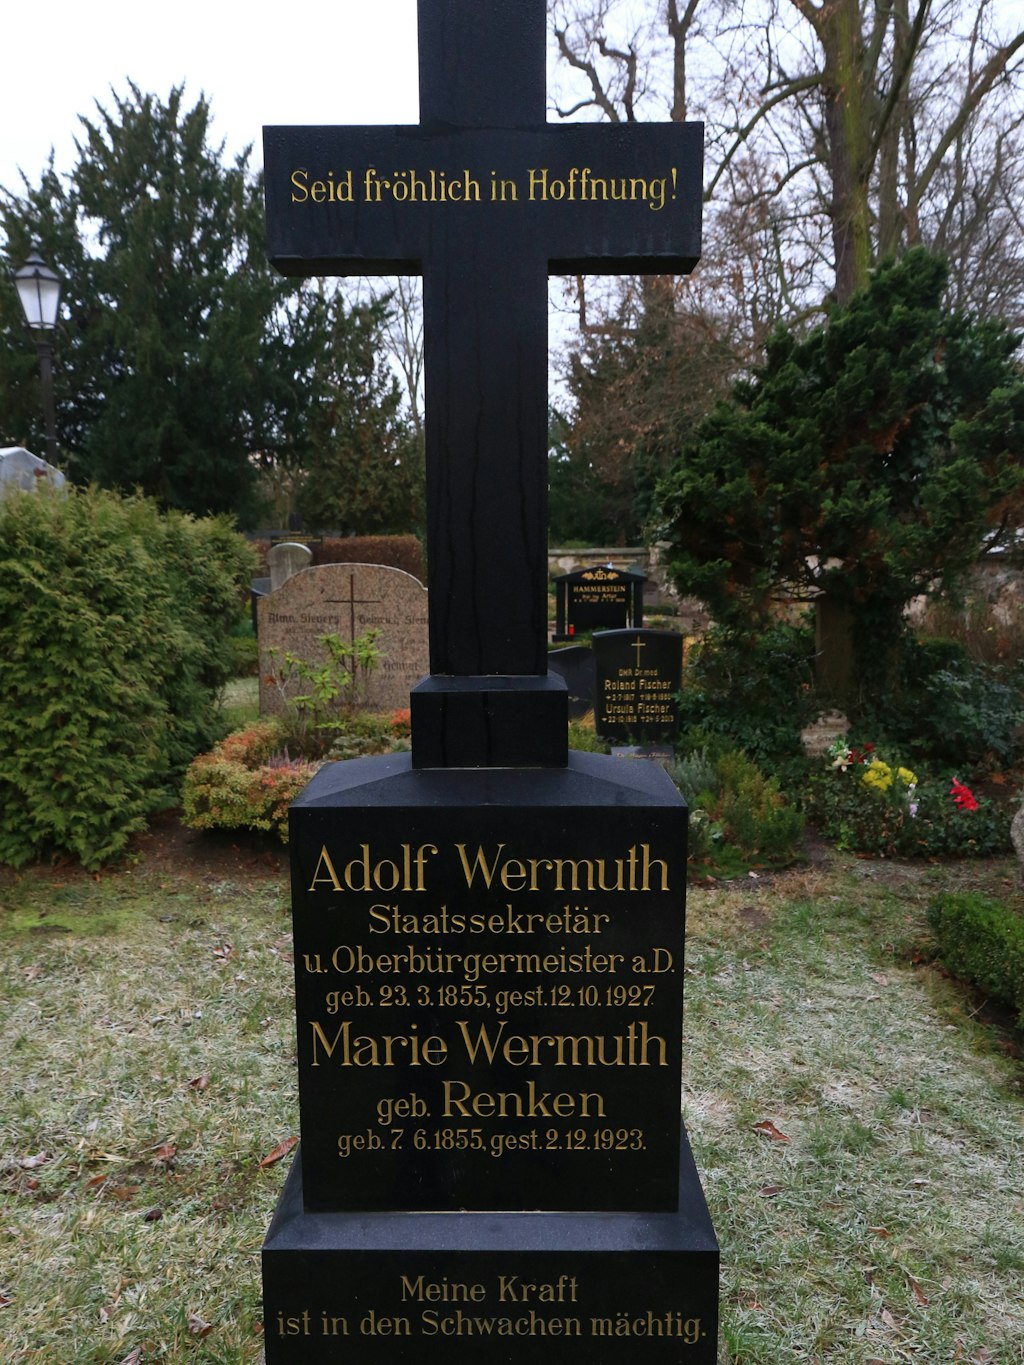 Seid fröhlich in Hoffnung!
Adolf Wermuth
Staatssekretär
u. Oberbürgermeister a.D.
geb. 23. 3. 1855, gest. 12.10. 1927
Marie Wermuth
geb. Renken
geb. 7. 6. 1855, gest. 2.12. 1923.
Meine Kraft
ist in den Schwachen mächtig.
HAMMERSTEIN
Dr. med.
Roland Fischer
Ursula Fischer